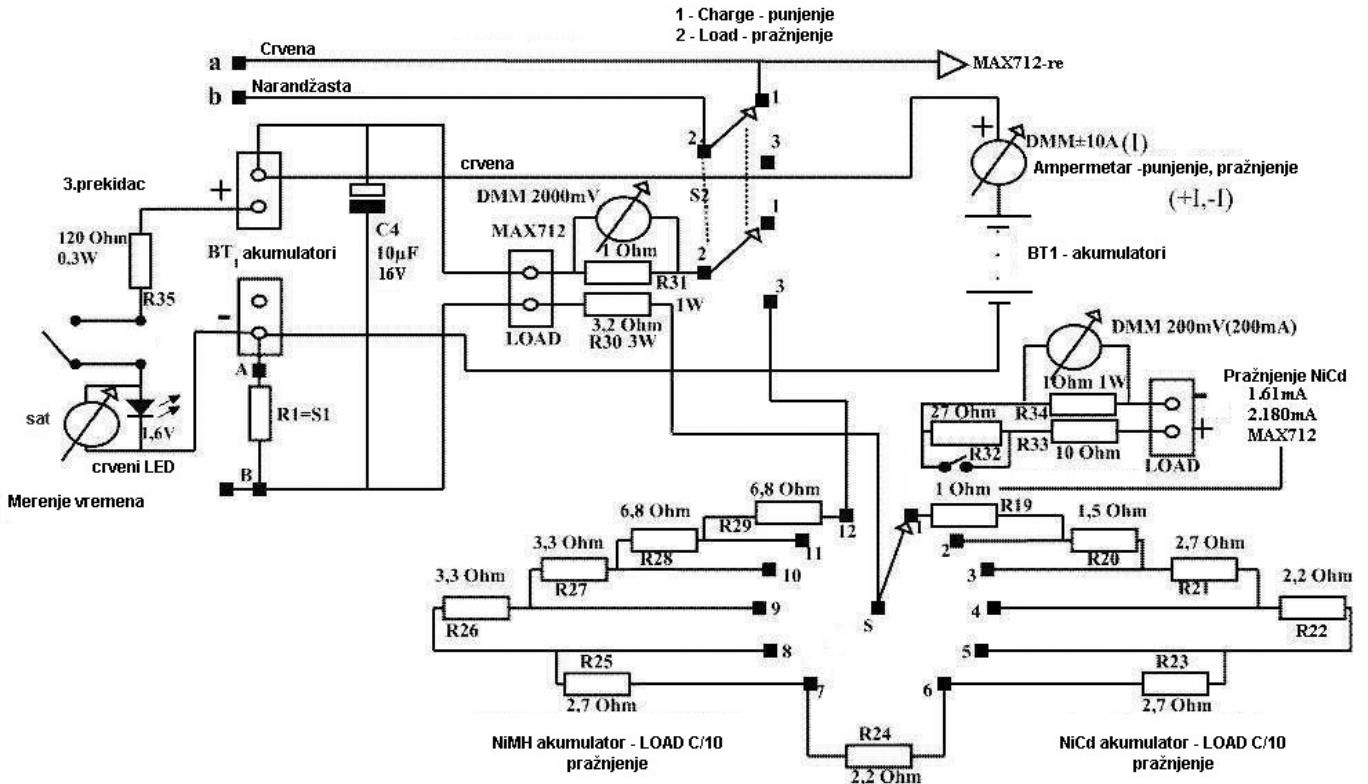 1 - Charge - punjenje
2 - Load - pražnjenje
Crvena
a
MAX712-re
Narandžasta
b
1
2
3
+
DMM±10A (I)
Ampermetar -punjenje, pražnjenje
(+I,-I)
crvena
3.prekidac
+
DMM 2000mV
S2
1
120 Ohm
0.3W
R35
BT1 akumulatori
C4
10µF
16V
MAX712
1 Ohm
R31
1W
2
3
BT1 - akumulatori
3,2 Ohm
R30 3W
LOAD
-
DMM 200mV(200mA)
A
sat
1,6V
R1=S1
crveni LED
B
Merenje vremena
1Ohm 1W
R34
27 Ohm
R33
R32
10 Ohm
-
+
LOAD
Pražnjenje NiCd
1.61mA
2.180mA
MAX712
6,8 Ohm
R29
12
6,8 Ohm
R28
11
3,3 Ohm
R27
10
3,3 Ohm
R26
9
8
R25
2,7 Ohm
7
S
1 Ohm
1
R19
1,5 Ohm
2
R20
2,7 Ohm
3
R21
2,2 Ohm
4
R22
5
R23
2,7 Ohm
6
R24
2,2 Ohm
NiMH akumulator - LOAD C/10
pražnjenje
NiCd akumulator - LOAD C/10
pražnjenje